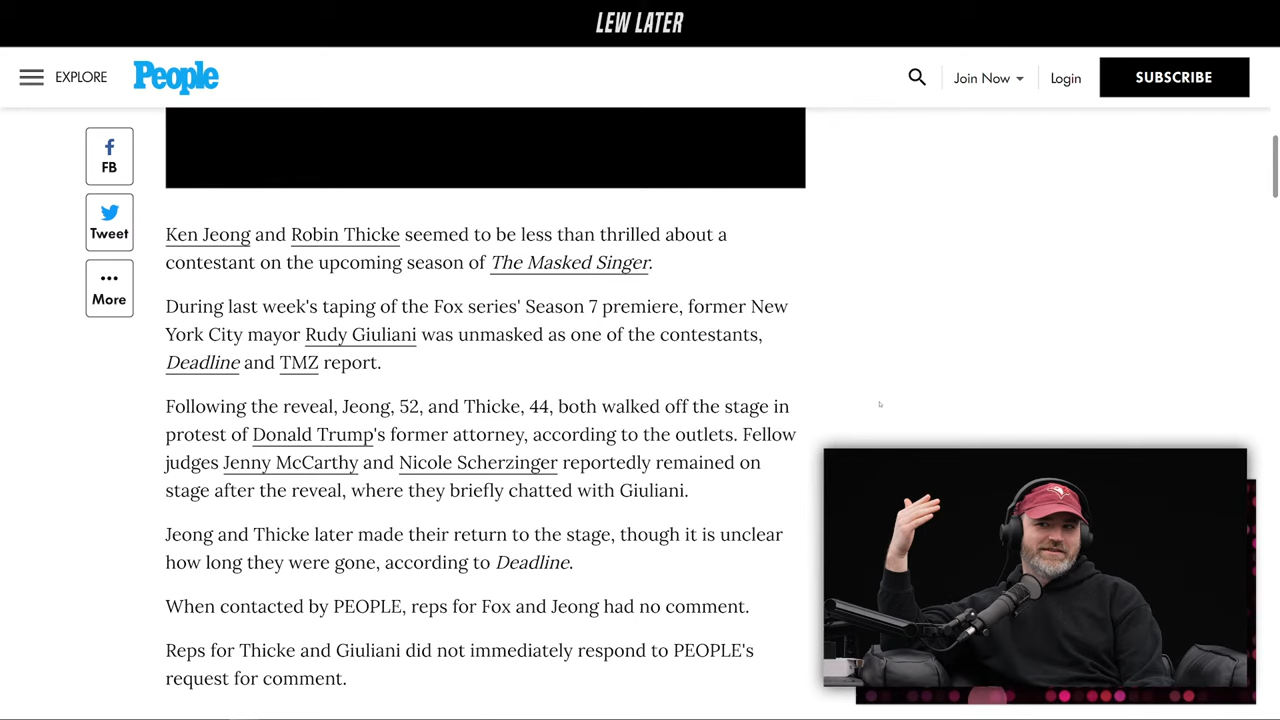 LEW LATER
EXPLORE
People
Join Now
Login
SUBSCRIBE
FB
Tweet
More
Ken Jeong and Robin Thicke seemed to be less than thrilled about a
contestant on the upcoming season of The Masked Singer.
During last week's taping of the Fox series' Season 7 premiere, former New
York City mayor Rudy Giuliani was unmasked as one of the contestants,
Deadline and TMZ report.
Following the reveal, Jeong, 52, and Thicke, 44, both walked off the stage in
protest of Donald Trump's former attorney, according to the outlets. Fellow
judges Jenny McCarthy and Nicole Scherzinger reportedly remained on
stage after the reveal, where they briefly chatted with Giuliani.
Jeong and Thicke later made their return to the stage, though it is unclear
how long they were gone, according to Deadline.
When contacted by PEOPLE, reps for Fox and Jeong had no comment.
Reps for Thicke and Giuliani did not immediately respond to PEOPLE's
request for comment.